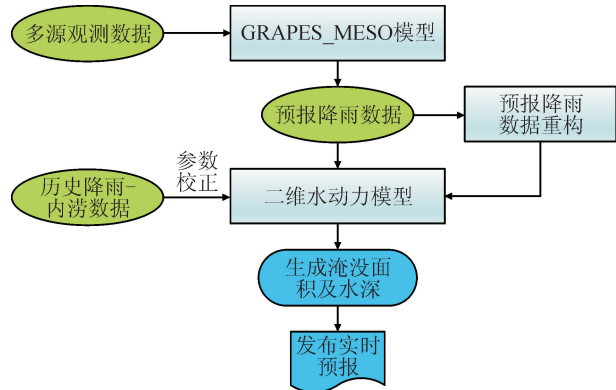 多源观测数据
GRAPES_MESO模型
预报降雨数据
预报降雨
数据重构
参数
校正
历史降雨-
内涝数据
二维水动力模型
生成淹没面
积及水深
发布实时
预报